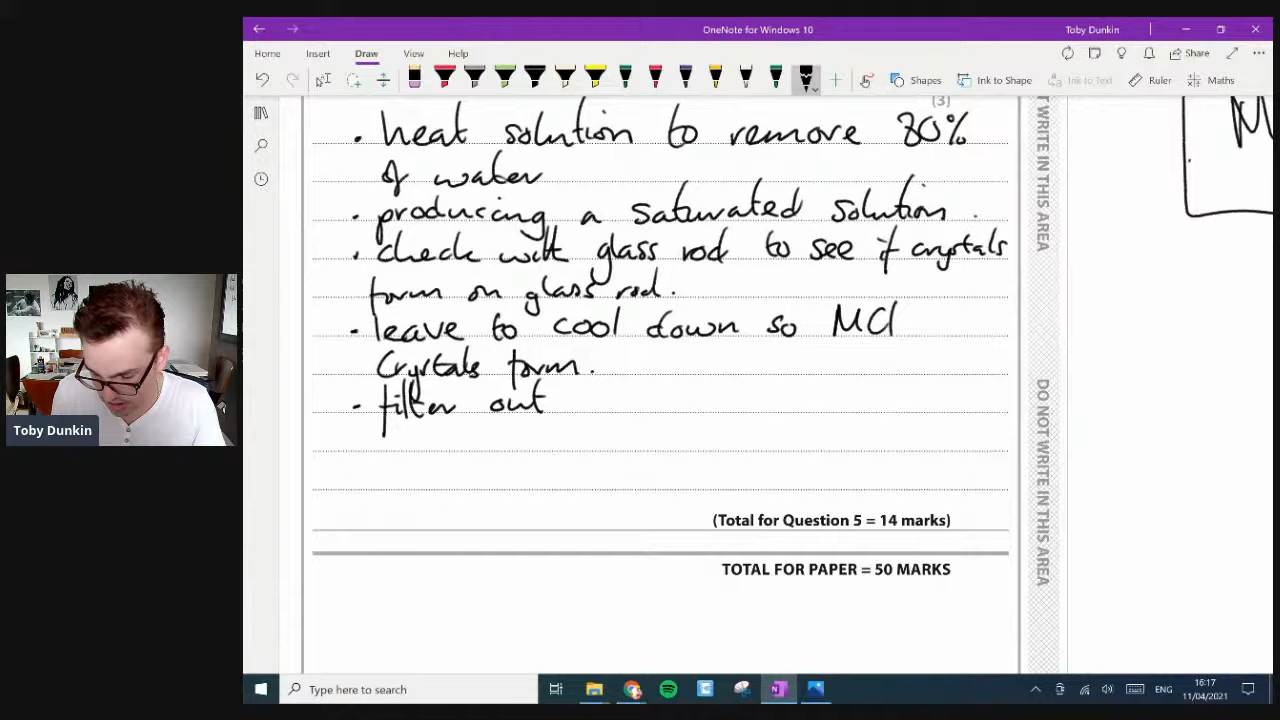 OneNote for Windows 10
Toby Dunkin
Home Insert Draw View Help
Share
Shapes Ink to Shape Ink to Text Ruler Maths
(3)
• heat solution to remove 80%
of water
• producing a saturated solution.
• check with glass rod to see if crystals
form on glass rod.
• leave to cool down so MCl
Crystals form.
• filter out
(Total for Question 5 = 14 marks)
TOTAL FOR PAPER = 50 MARKS
T WRITE IN THIS AREA
DO NOT WRITE IN THIS AREA
M
Toby Dunkin
Type here to search
ENG
16:17
11/04/2021